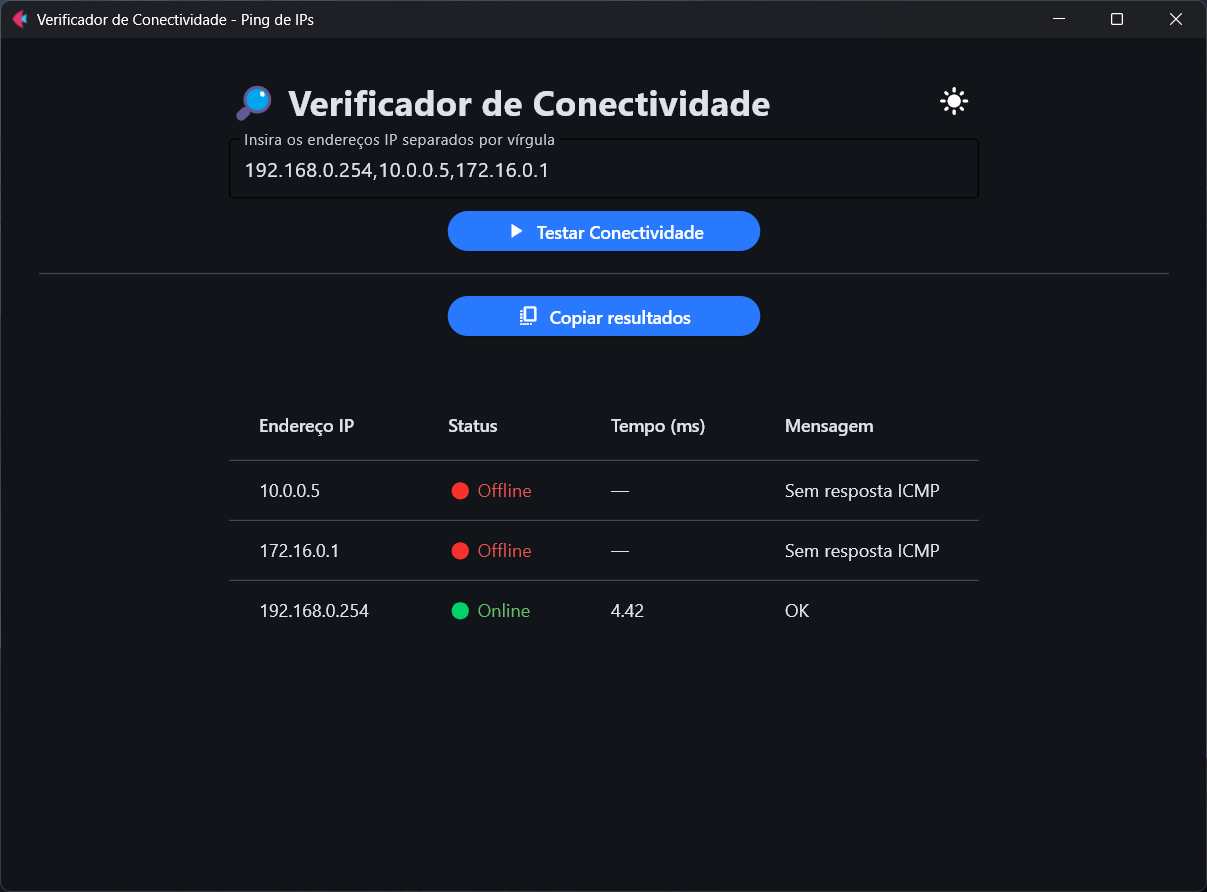 Verificador de Conectividade - Ping de IPs
Verificador de Conectividade
Insira os endereços IP separados por vírgula
192.168.0.254,10.0.0.5,172.16.0.1
Testar Conectividade
Copiar resultados
Endereço IP Status Tempo (ms) Mensagem
10.0.0.5 Offline — Sem resposta ICMP
172.16.0.1 Offline — Sem resposta ICMP
192.168.0.254 Online 4.42 OK